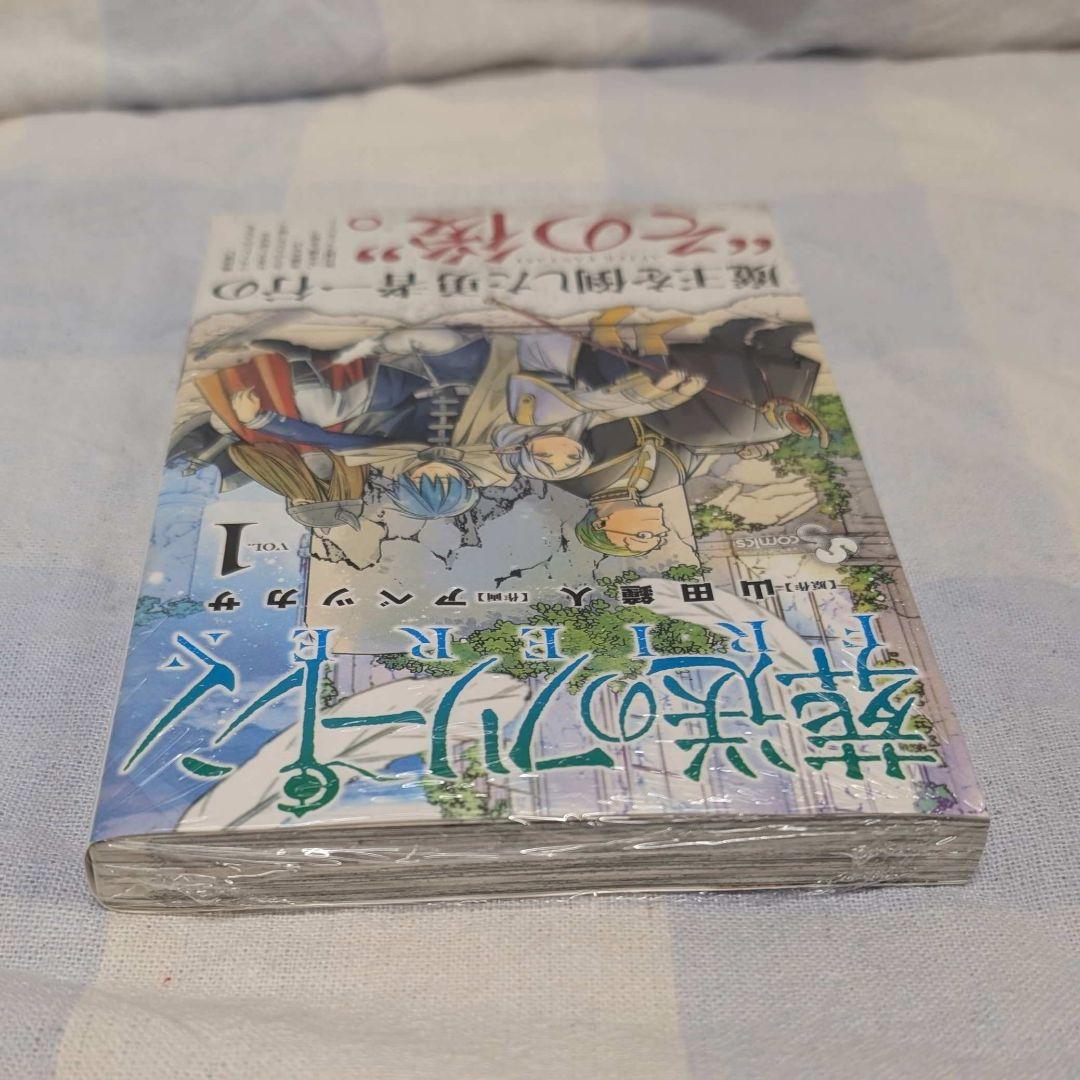 葬送のフリーレン
FRIEREN
[原作]山田鐘人 [作画]アベツカサ
VOL.
1
S
comics
魔王を倒した勇者一行の
“その後”。